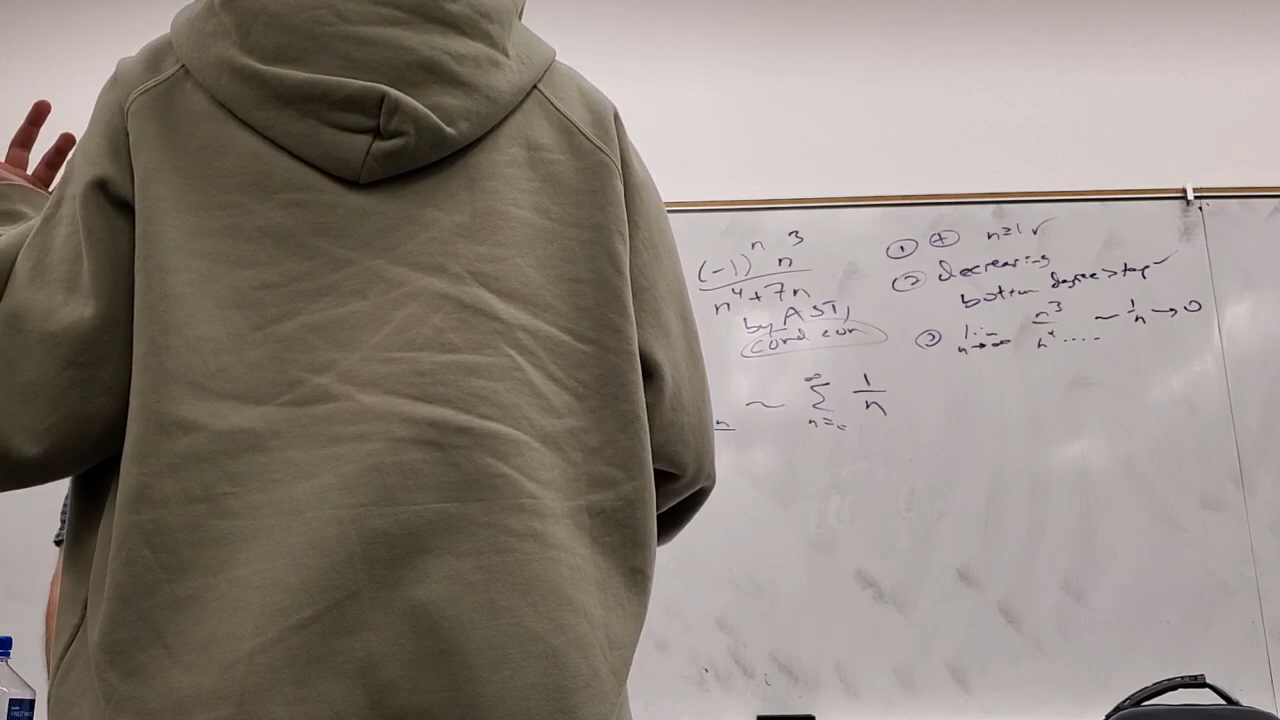 (-1)ⁿ n³
n⁴+7n
by AST,
cond con
n ~ ∞ Σ n= 1/n
① ⊕ n≥1 ✓
② decreasing
bottom degree > top ✓
③ lim n→∞ n³/n⁴.... ~ 1/n → 0